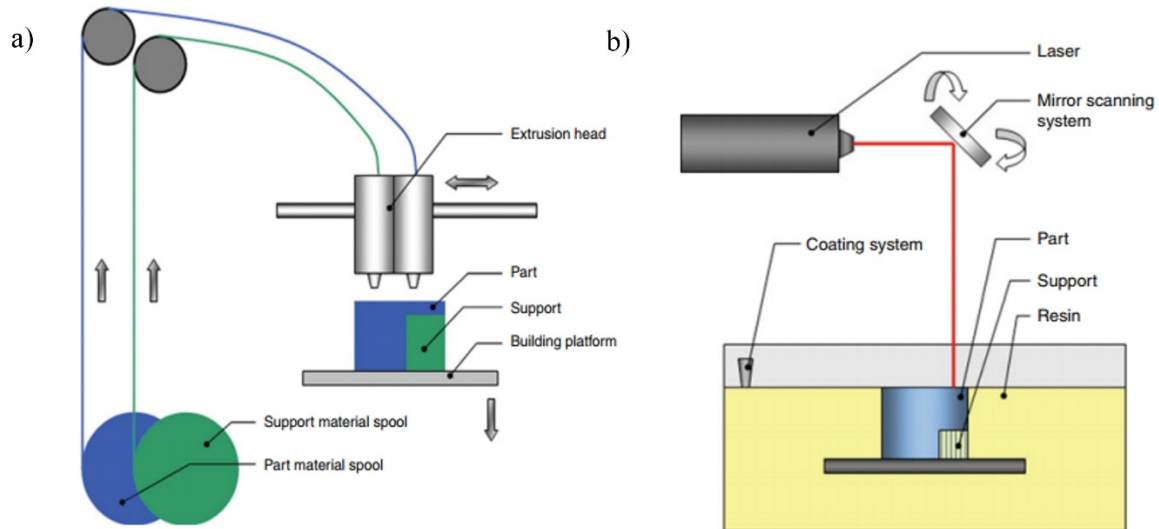 a)
Extrusion head
Part
Support
Building platform
Support material spool
Part material spool
b)
Laser
Mirror scanning
system
Coating system
Part
Support
Resin